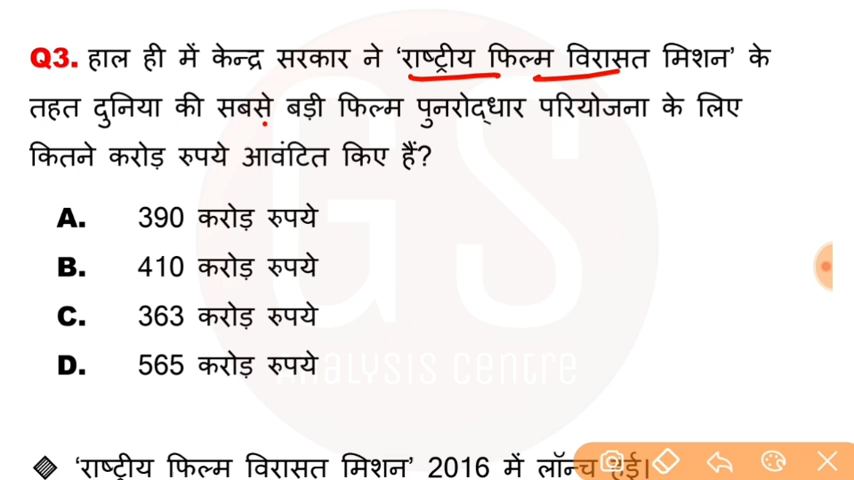 Q3. हाल ही में केन्द्र सरकार ने ‘राष्ट्रीय फिल्म विरासत मिशन’ के
तहत दुनिया की सबसे बड़ी फिल्म पुनरोद्धार परियोजना के लिए
कितने करोड़ रुपये आवंटित किए हैं?
A. 390 करोड़ रुपये
B. 410 करोड़ रुपये
C. 363 करोड़ रुपये
D. 565 करोड़ रुपये
GS
ANALYSIS CENTRE
‘राष्ट्रीय फिल्म विरासत मिशन’ 2016 में लॉन्च हुई।